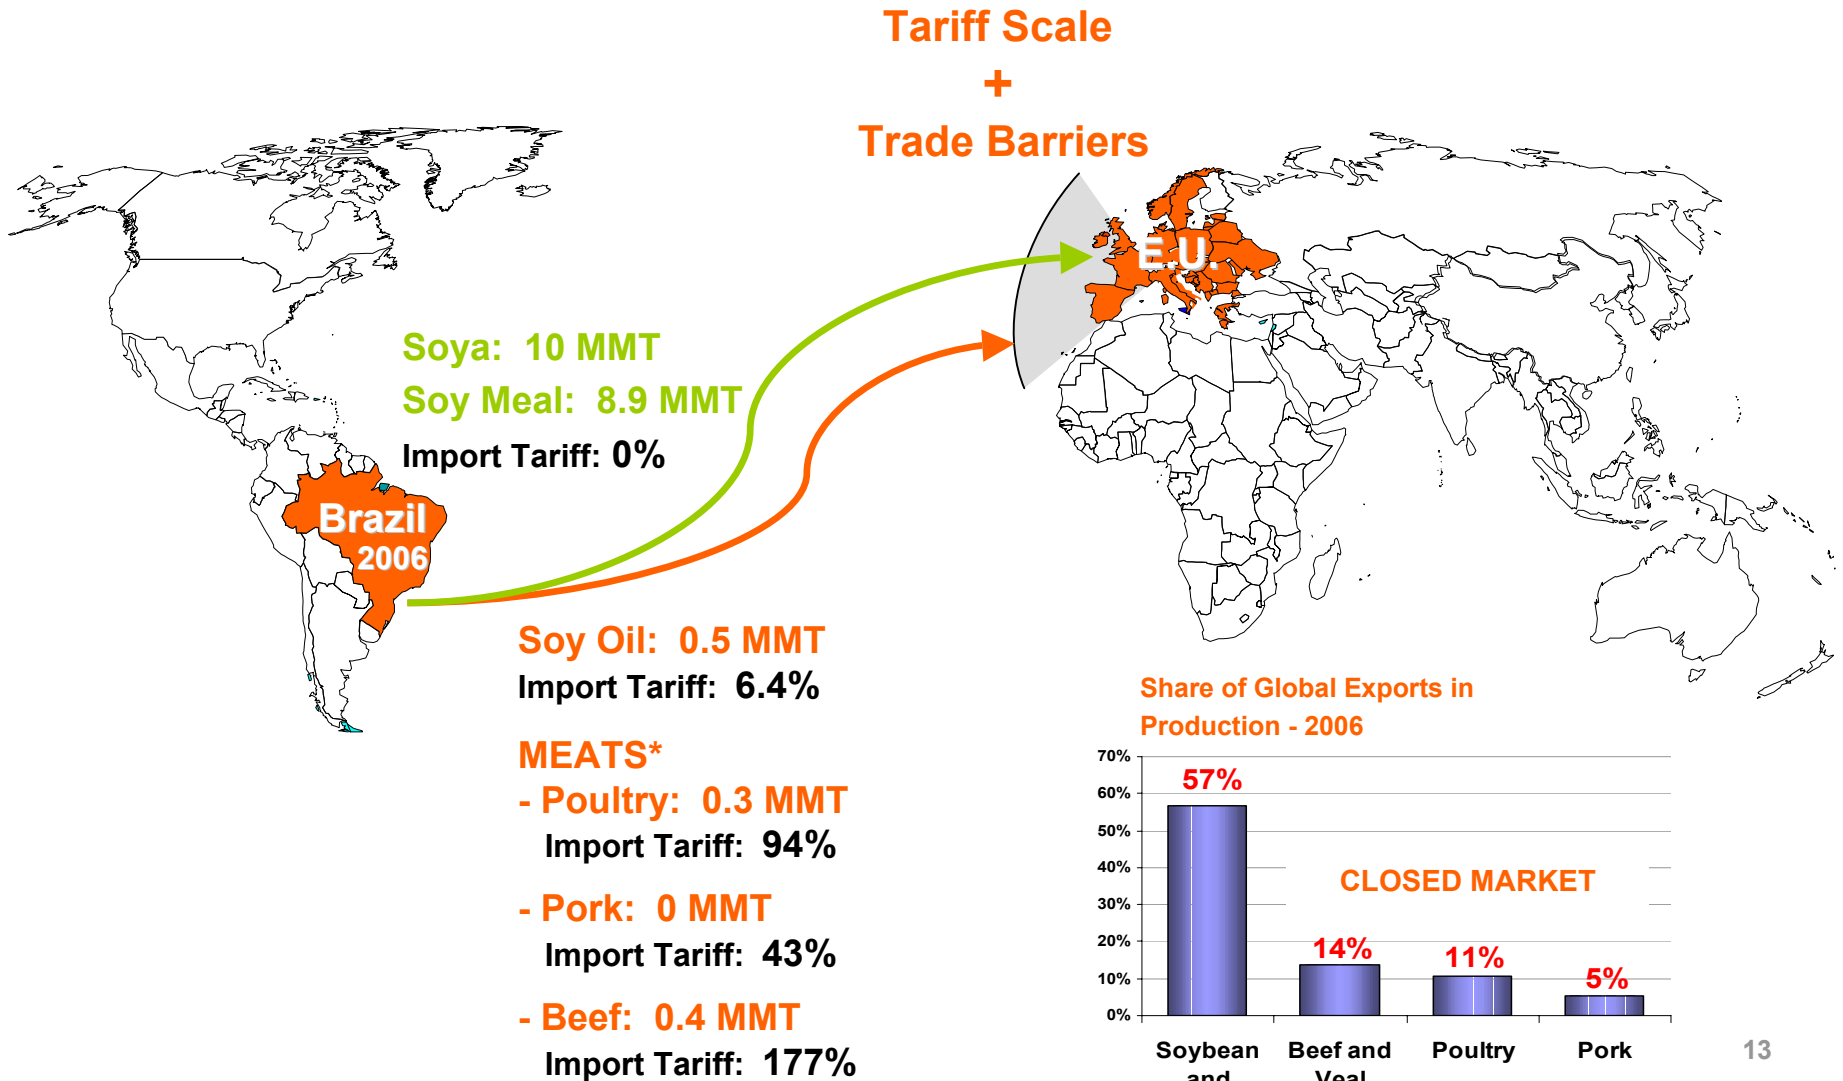 Tariff Scale
+
Trade Barriers
E.U.
Soya: 10 MMT
Soy Meal: 8.9 MMT
Import Tariff: 0%
Brazil
2006
Soy Oil: 0.5 MMT
Import Tariff: 6.4%
MEATS*
- Poultry: 0.3 MMT
Import Tariff: 94%
- Pork: 0 MMT
Import Tariff: 43%
- Beef: 0.4 MMT
Import Tariff: 177%
Share of Global Exports in
Production - 2006
70%
60%
50%
40%
30%
20%
10%
0%
57%
14%
11%
5%
CLOSED MARKET
Soybean
and
Beef and
Veal
Poultry
Pork
13